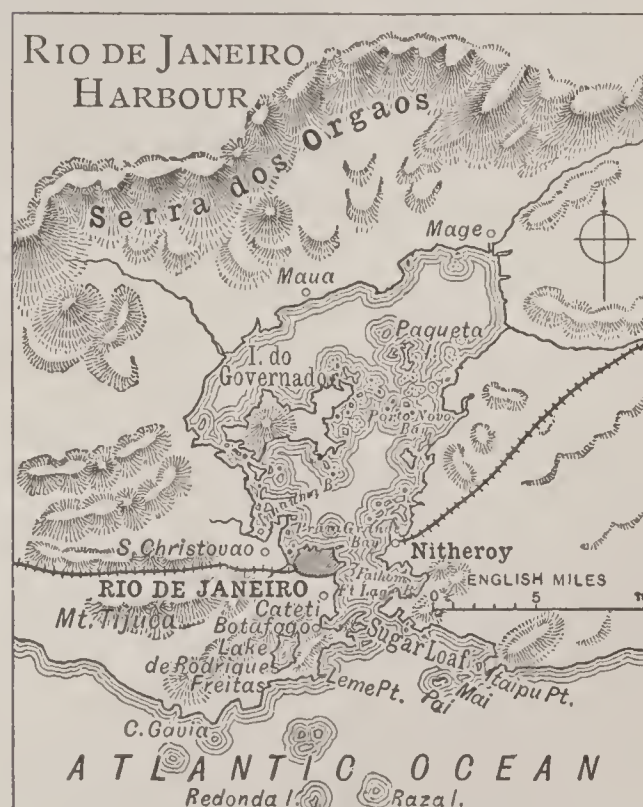 RIO DE JANEIRO
HARBOUR
Serra dos Orgaos
Mage
Maua
Paqueta
I.
I. do
Governador
Porto Novo
Bay
B.
Bay
S. Christovao
Nitheroy
RIO DE JANEIRO
ENGLISH MILES
0 5
Cateti
Mt. Tijuca
Botafogo
Sugar Loaf
Lake
de Rodrigues
Freitas
Leme Pt.
Itaipu Pt.
Mai
Pai
C. Gavia
ATLANTIC OCEAN
Redonda I.
Raza I.